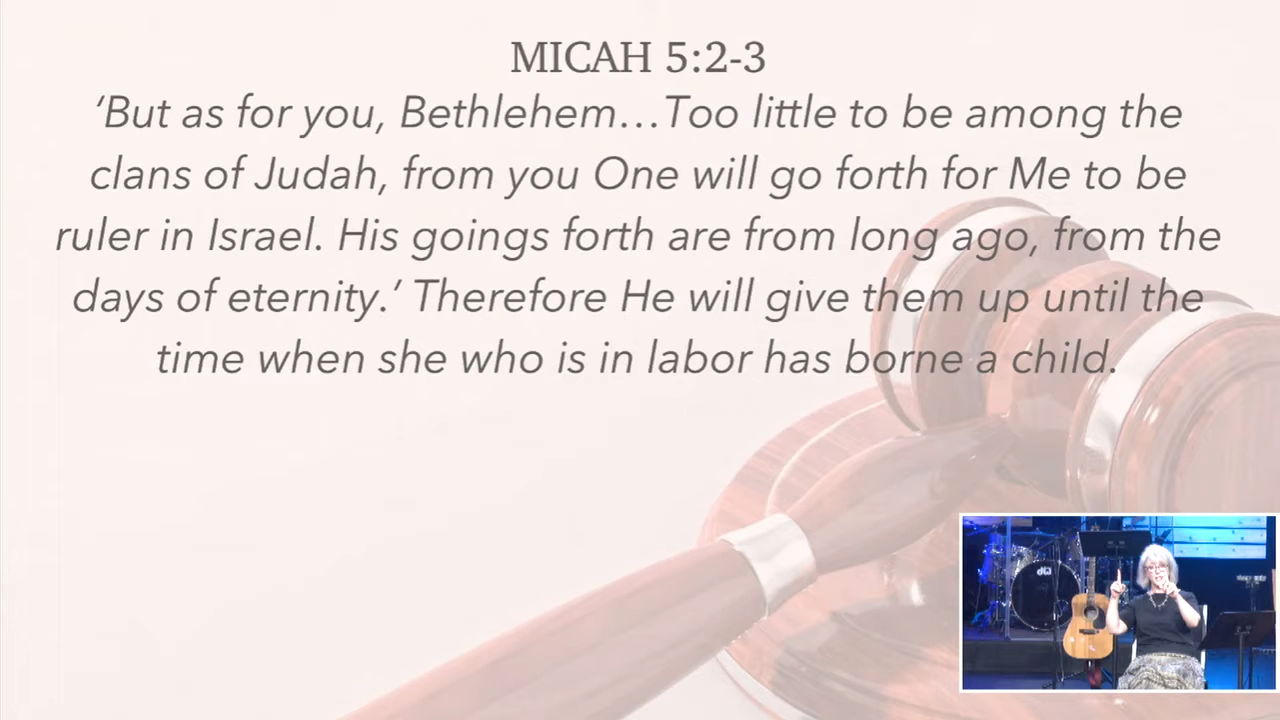 MICAH 5:2-3
‘But as for you, Bethlehem…Too little to be among the
clans of Judah, from you One will go forth for Me to be
ruler in Israel. His goings forth are from long ago, from the
days of eternity.’ Therefore He will give them up until the
time when she who is in labor has borne a child.
dw